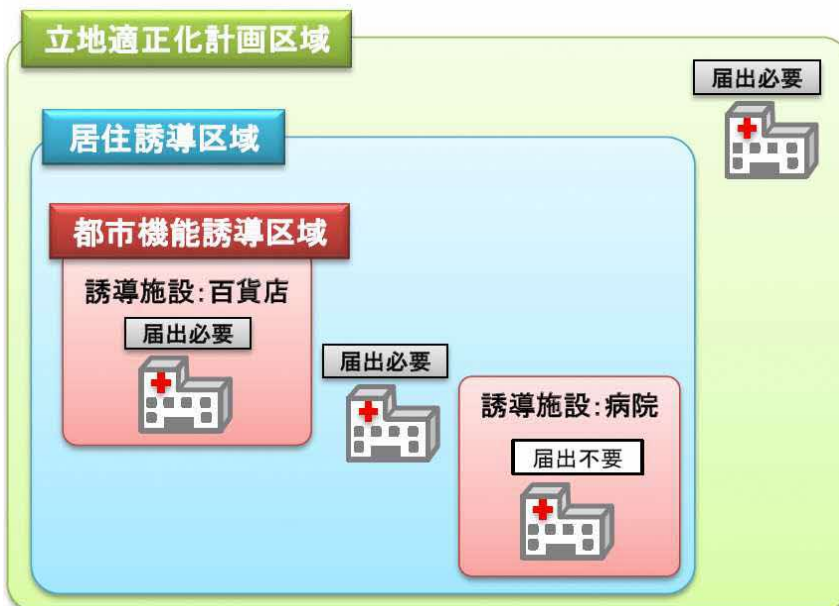 立地適正化計画区域
届出必要
居住誘導区域
都市機能誘導区域
誘導施設:百貨店
届出必要
届出必要
誘導施設:病院
届出不要